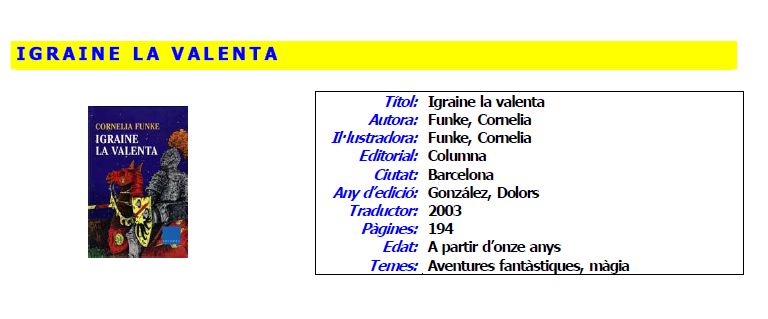 IGRAINE LA VALENTA
CORNELIA FUNKE
IGRAINE
LA VALENTA
Títol: Igraine la valenta
Autora: Funke, Cornelia
Il·lustradora: Funke, Cornelia
Editorial: Columna
Ciutat: Barcelona
Any d'edició: González, Dolors
Traductor: 2003
Pàgines: 194
Edat: A partir d'onze anys
Temes: Aventures fantàstiques, màgia